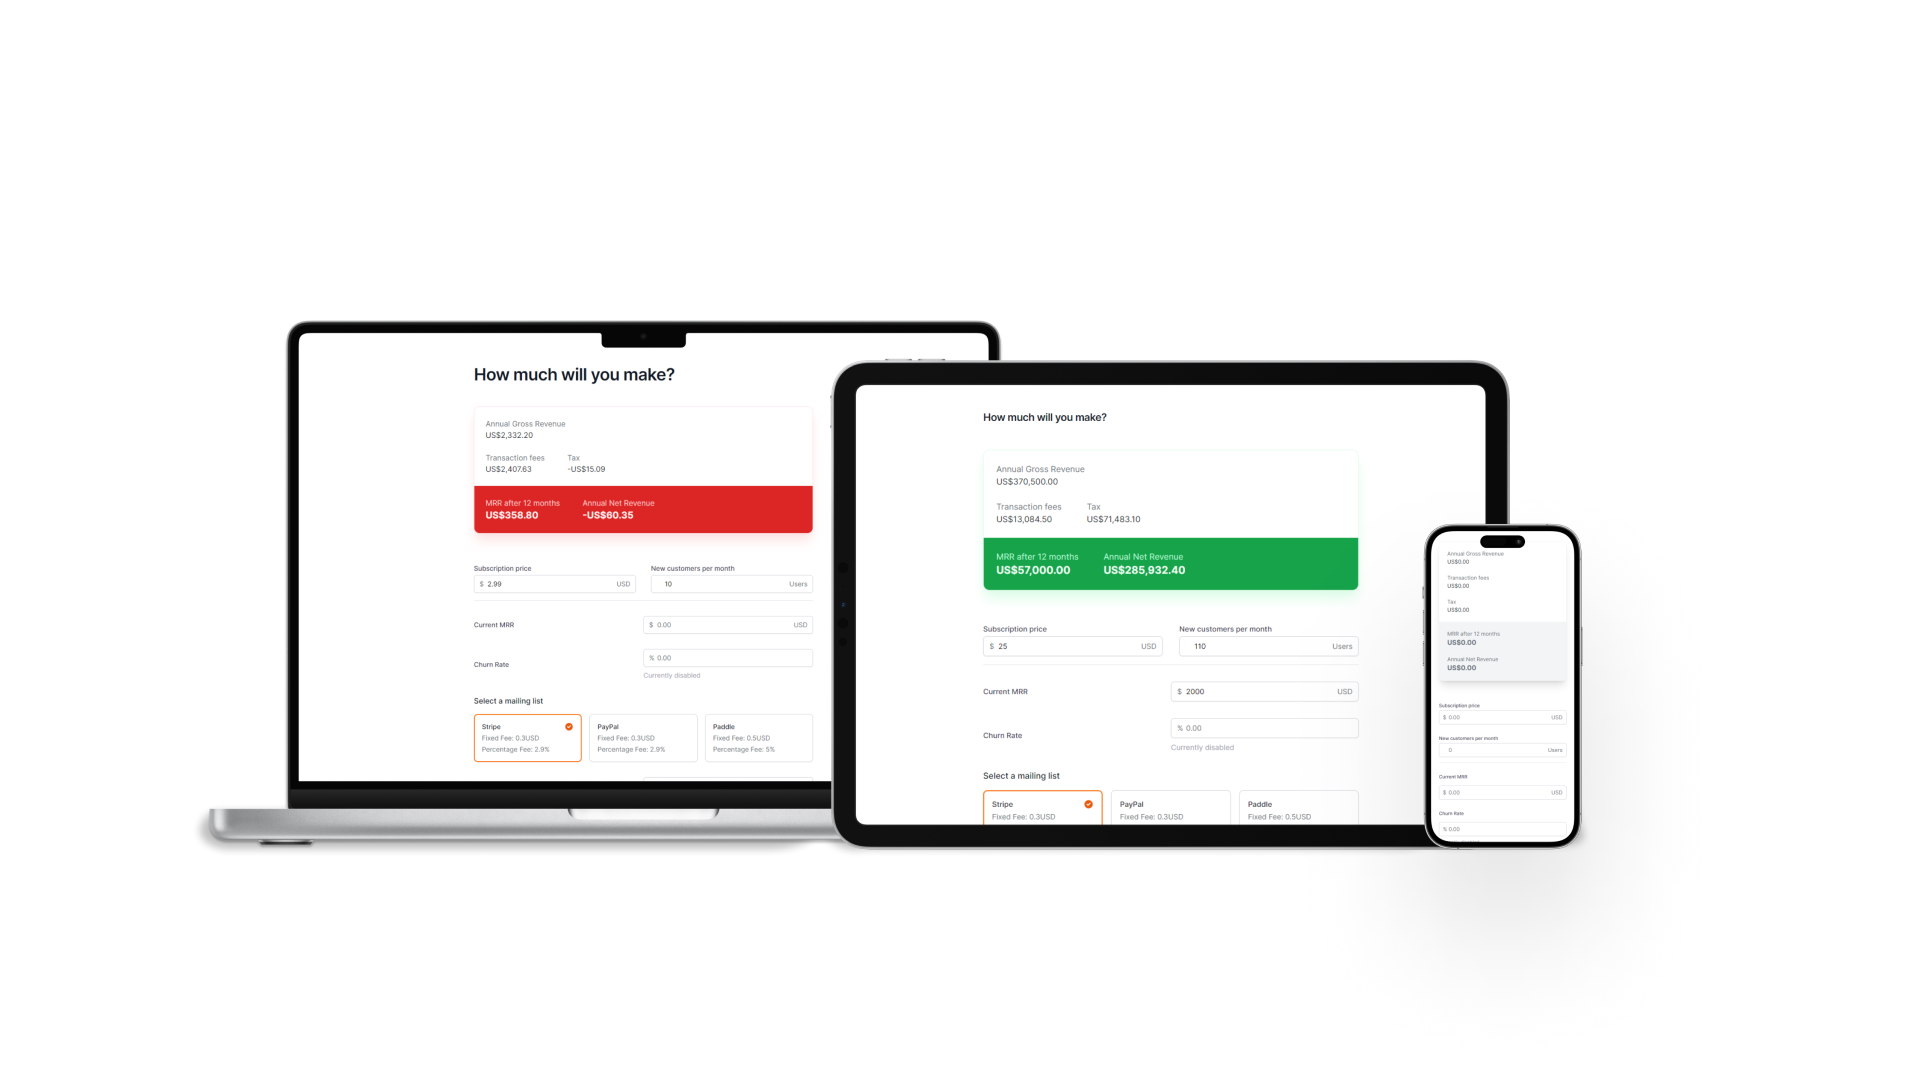 How much will you make?
Annual Gross Revenue
US$2,332.20
Transaction fees Tax
US$2,407.63 -US$15.09
MRR after 12 months Annual Net Revenue
US$358.80 -US$60.35
Subscription price New customers per month
$ 2.99 USD 10 Users
Current MRR $ 0.00 USD
Churn Rate % 0.00
Currently disabled
Select a mailing list
Stripe PayPal Paddle
Fixed Fee: 0.3USD Fixed Fee: 0.3USD Fixed Fee: 0.5USD
Percentage Fee: 2.9% Percentage Fee: 2.9% Percentage Fee: 5%
How much will you make?
Annual Gross Revenue
US$370,500.00
Transaction fees Tax
US$13,084.50 US$71,483.10
MRR after 12 months Annual Net Revenue
US$57,000.00 US$285,932.40
Subscription price New customers per month
$ 25 USD 110 Users
Current MRR $ 2000 USD
Churn Rate % 0.00
Currently disabled
Select a mailing list
Stripe PayPal Paddle
Fixed Fee: 0.3USD Fixed Fee: 0.3USD Fixed Fee: 0.5USD
Annual Gross Revenue
US$0.00
Transaction fees
US$0.00
Tax
US$0.00
MRR after 12 months
US$0.00
Annual Net Revenue
US$0.00
Subscription price
$ 0.00 USD
New customers per month
0 Users
Current MRR
$ 0.00 USD
Churn Rate
% 0.00